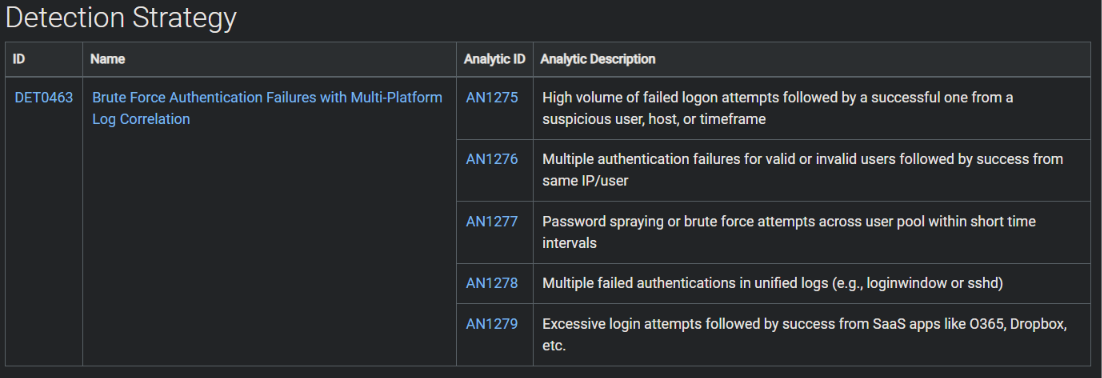 Detection Strategy
ID Name Analytic ID Analytic Description
DET0463 Brute Force Authentication Failures with Multi-Platform
Log Correlation
AN1275 High volume of failed logon attempts followed by a successful one from a
suspicious user, host, or timeframe
AN1276 Multiple authentication failures for valid or invalid users followed by success from
same IP/user
AN1277 Password spraying or brute force attempts across user pool within short time
intervals
AN1278 Multiple failed authentications in unified logs (e.g., loginwindow or sshd)
AN1279 Excessive login attempts followed by success from SaaS apps like O365, Dropbox,
etc.